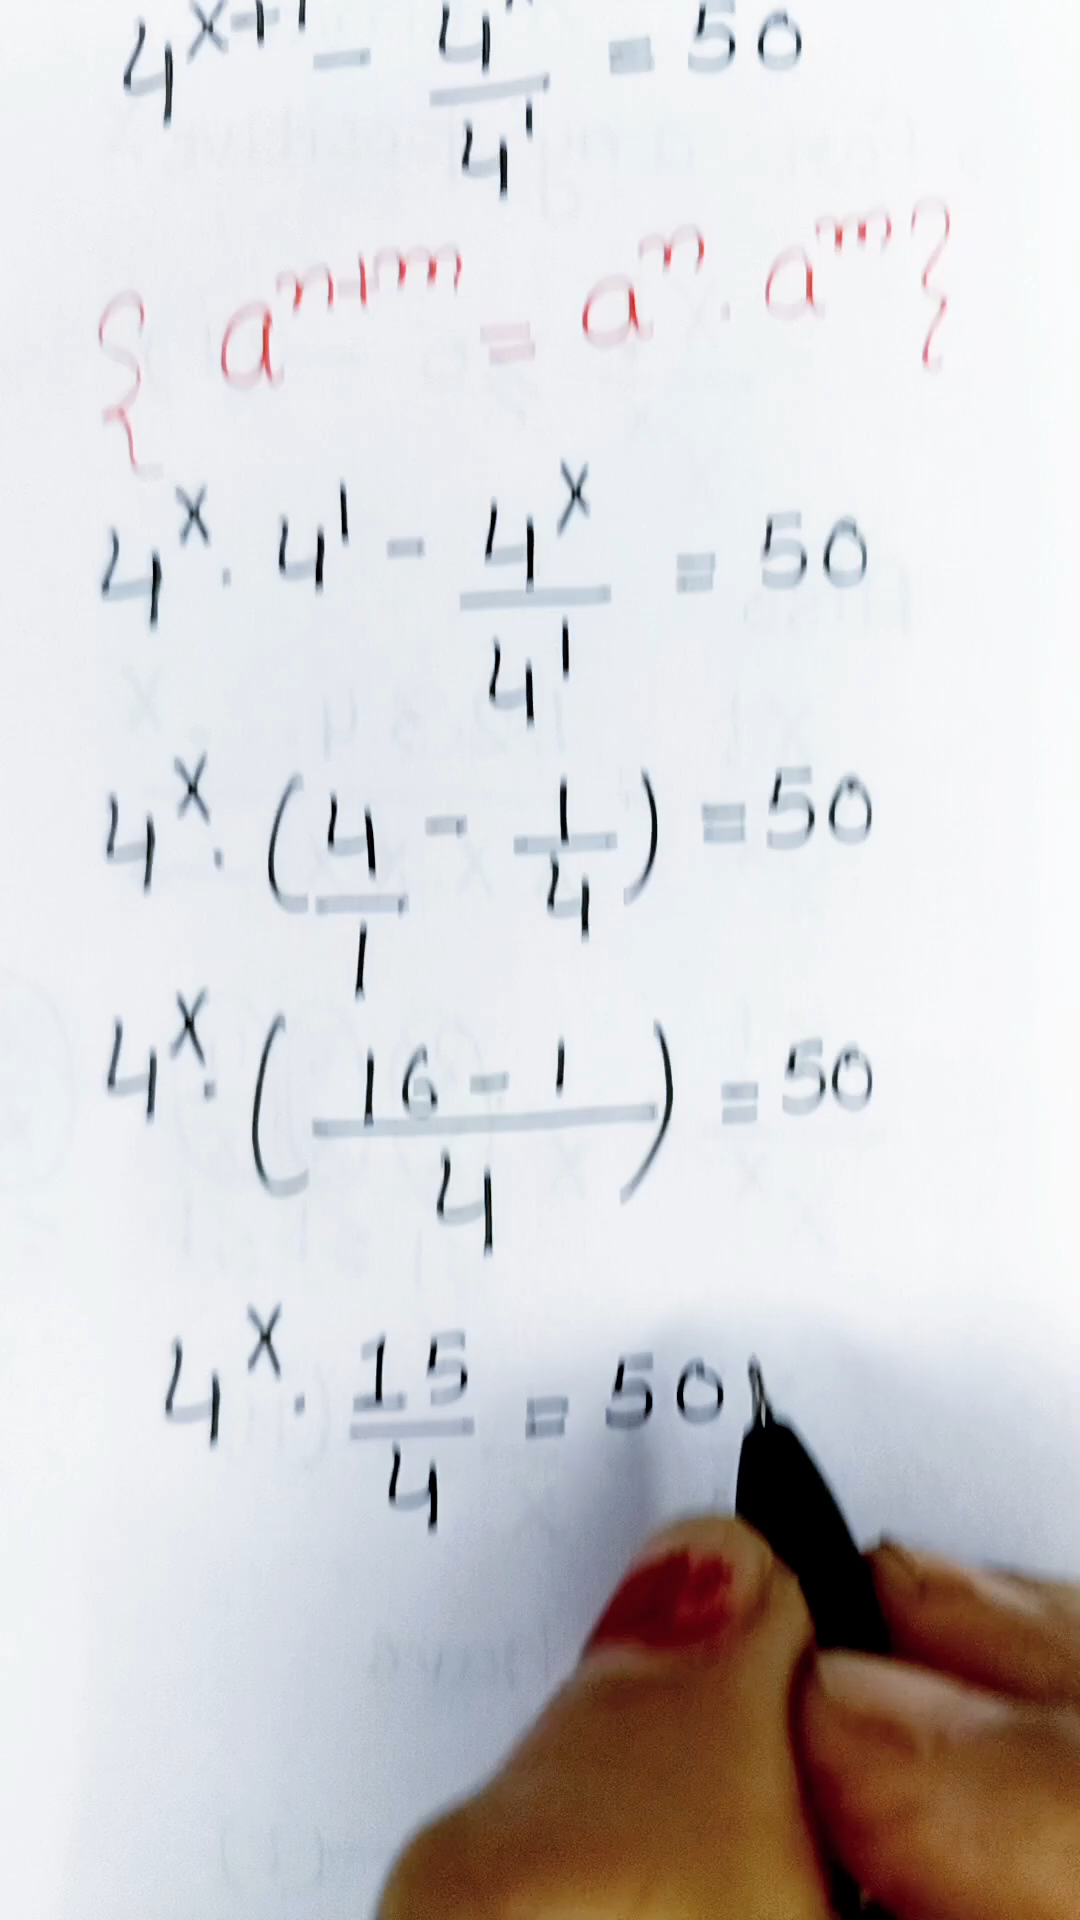 4^x+1 - 4^x/4^1 = 50
{ a^n+m = a^n . a^m }
4^x . 4^1 - 4^x/4^1 = 50
4^x . (4/1 - 1/4) = 50
4^x . (16 - 1/4) = 50
4^x . 15/4 = 50